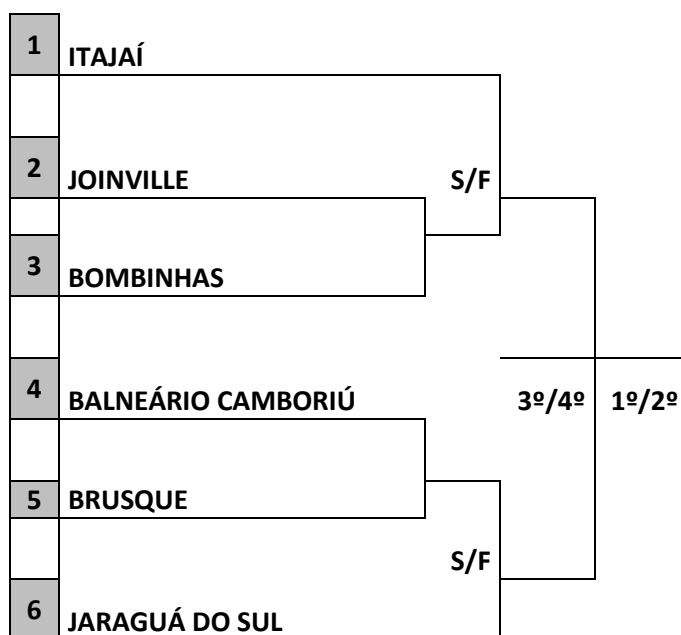 1 ITAJAÍ
2 JOINVILLE S/F
3 BOMBINHAS
4 BALNEÁRIO CAMBORIÚ 3º/4º 1º/2º
5 BRUSQUE
S/F
6 JARAGUÁ DO SUL